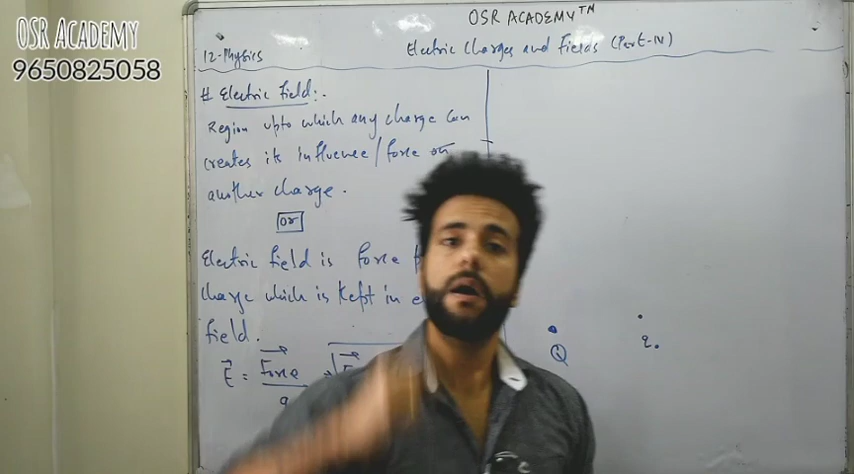 OSR ACADEMY
9650825058
OSR ACADEMY™
12-Physics
Electric Charges and Fields (Part-IV)
# Electric Field:-
Region upto which any charge can
creates its influence/force on
another charge.
or
Electric field is force
charge which is kept in
field.
E = Force
q
Q
q.